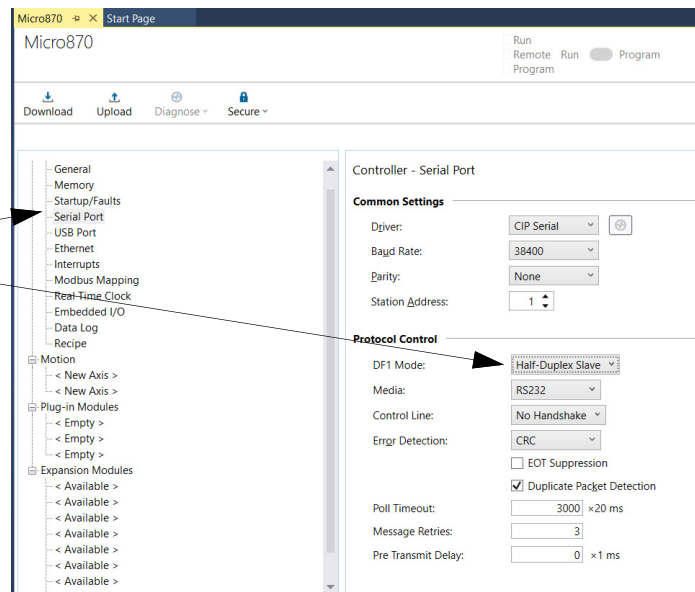 Micro870 Start Page
Micro870
Run
Remote Run Program
Program
Download Upload Diagnose Secure
General
Memory
Startup/Faults
Serial Port
USB Port
Ethernet
Interrupts
Modbus Mapping
Real Time Clock
Embedded I/O
Data Log
Recipe
Motion
< New Axis >
< New Axis >
Plug-in Modules
< Empty >
< Empty >
< Empty >
Expansion Modules
< Available >
< Available >
< Available >
< Available >
< Available >
< Available >
< Available >
Controller - Serial Port
Common Settings
Driver: CIP Serial
Baud Rate: 38400
Parity: None
Station Address: 1
Protocol Control
DF1 Mode: Half-Duplex Slave
Media: RS232
Control Line: No Handshake
Error Detection: CRC
EOT Suppression
Duplicate Packet Detection
Poll Timeout: 3000 ×20 ms
Message Retries: 3
Pre Transmit Delay: 0 ×1 ms